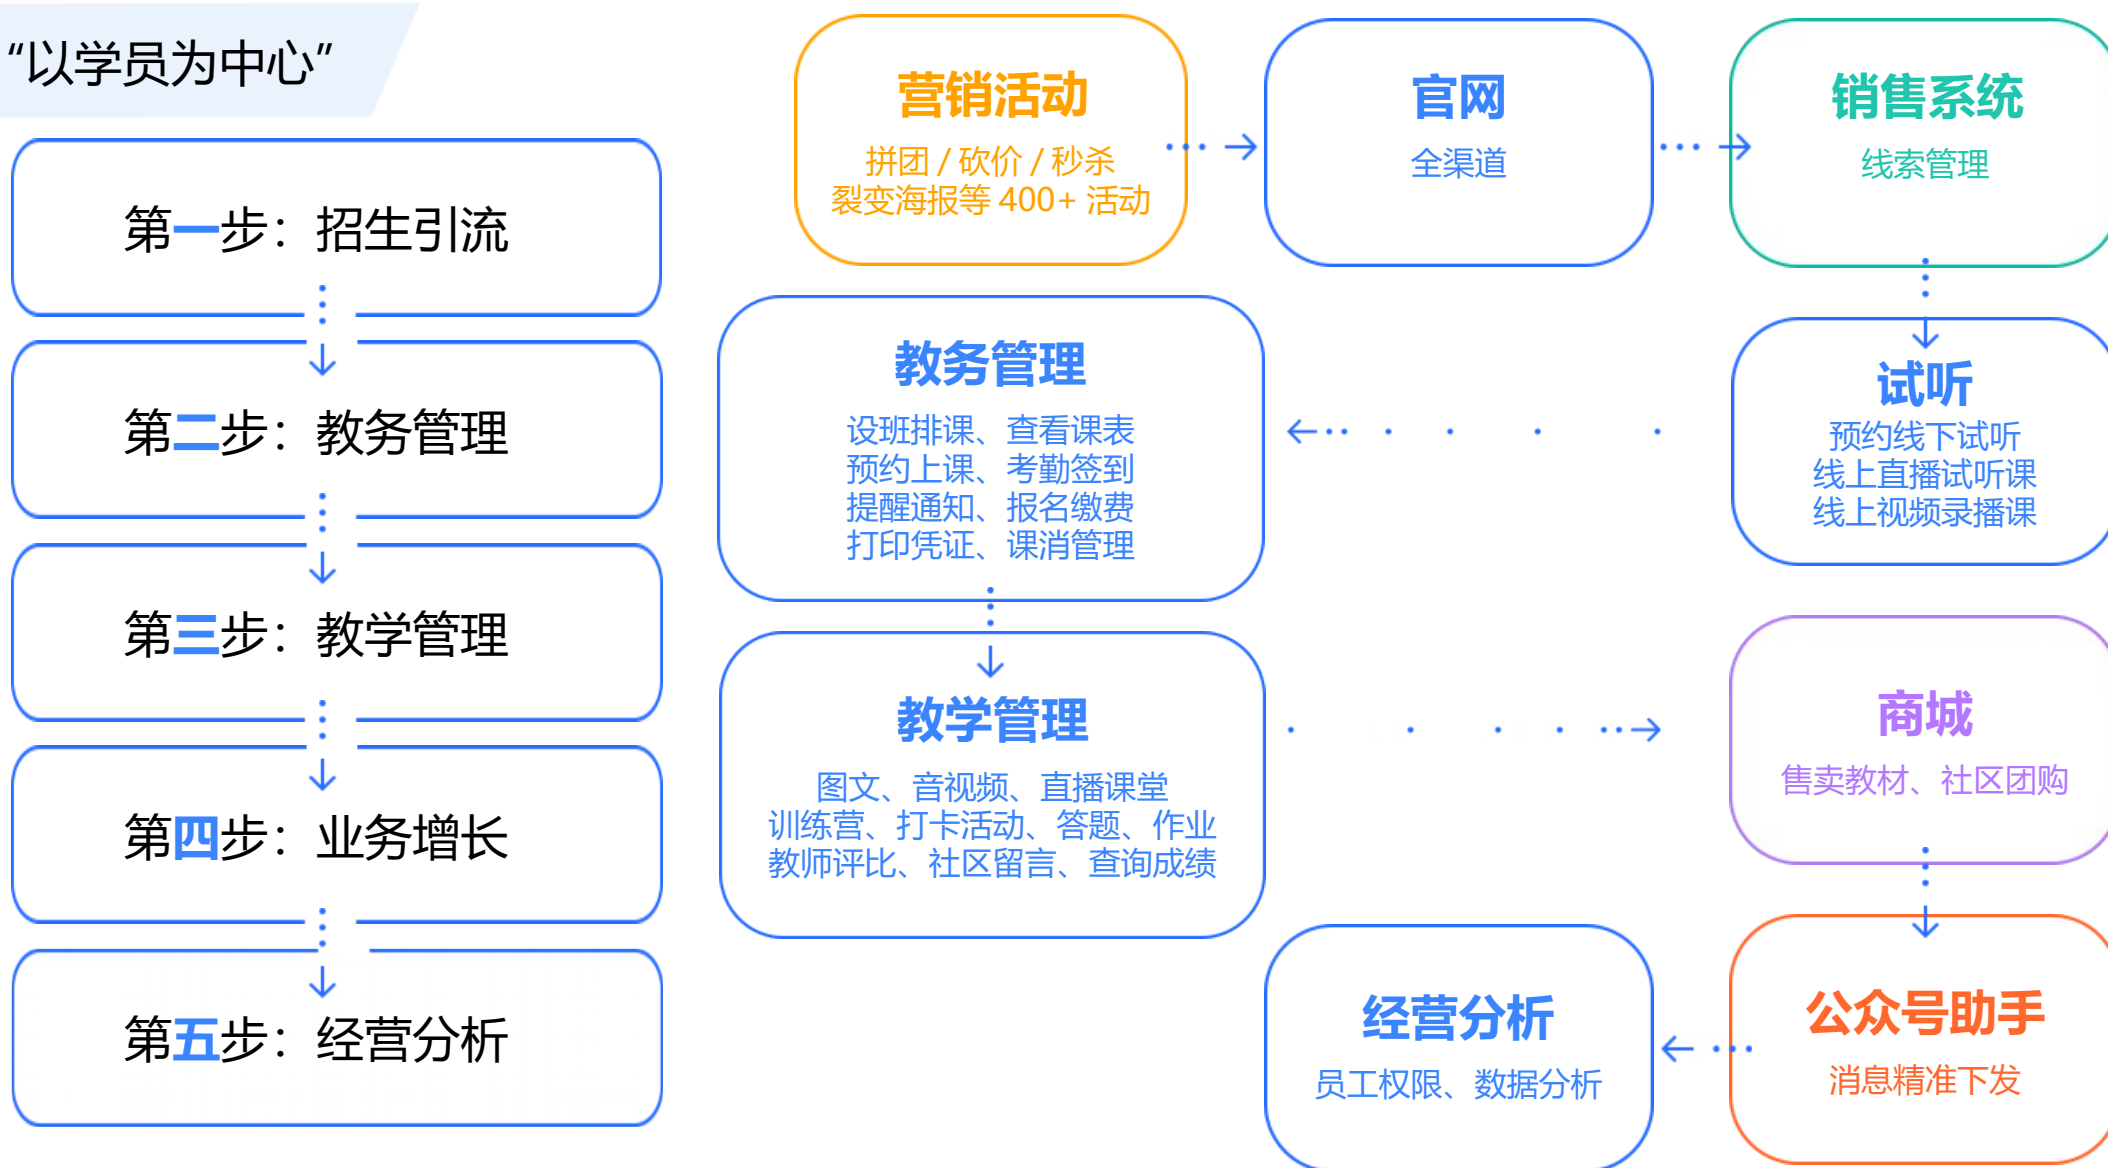 “以学员为中心”
第一步：招生引流
第二步：教务管理
第三步：教学管理
第四步：业务增长
第五步：经营分析
营销活动
拼团 / 砍价 / 秒杀
裂变海报等 400+ 活动
官网
全渠道
销售系统
线索管理
试听
预约线下试听
线上直播试听课
线上视频录播课
教务管理
设班排课、查看课表
预约上课、考勤签到
提醒通知、报名缴费
打印凭证、课消管理
教学管理
图文、音视频、直播课堂
训练营、打卡活动、答题、作业
教师评比、社区留言、查询成绩
商城
售卖教材、社区团购
公众号助手
消息精准下发
经营分析
员工权限、数据分析